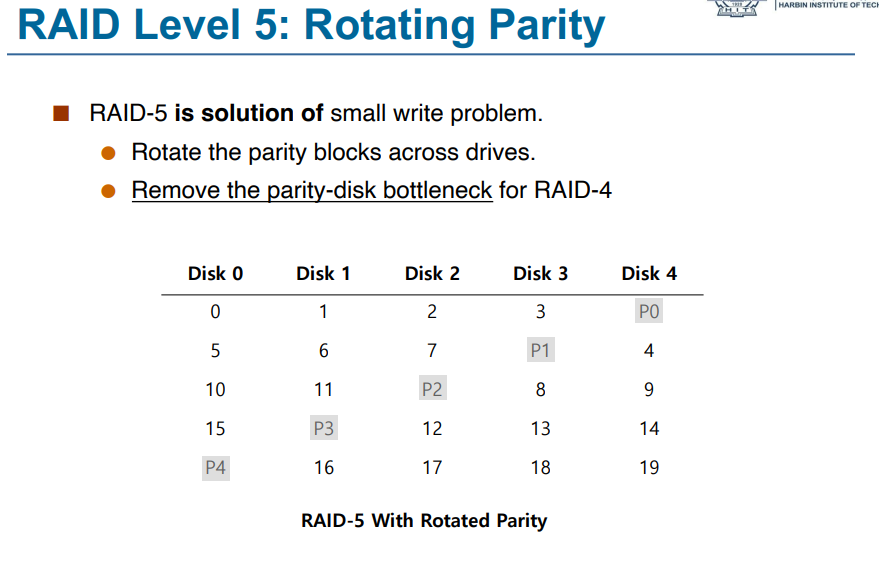 HARBIN INSTITUTE OF TECH
RAID Level 5: Rotating Parity
RAID-5 is solution of small write problem.
Rotate the parity blocks across drives.
Remove the parity-disk bottleneck for RAID-4
Disk 0 Disk 1 Disk 2 Disk 3 Disk 4
0 1 2 3 P0
5 6 7 P1 4
10 11 P2 8 9
15 P3 12 13 14
P4 16 17 18 19
RAID-5 With Rotated Parity